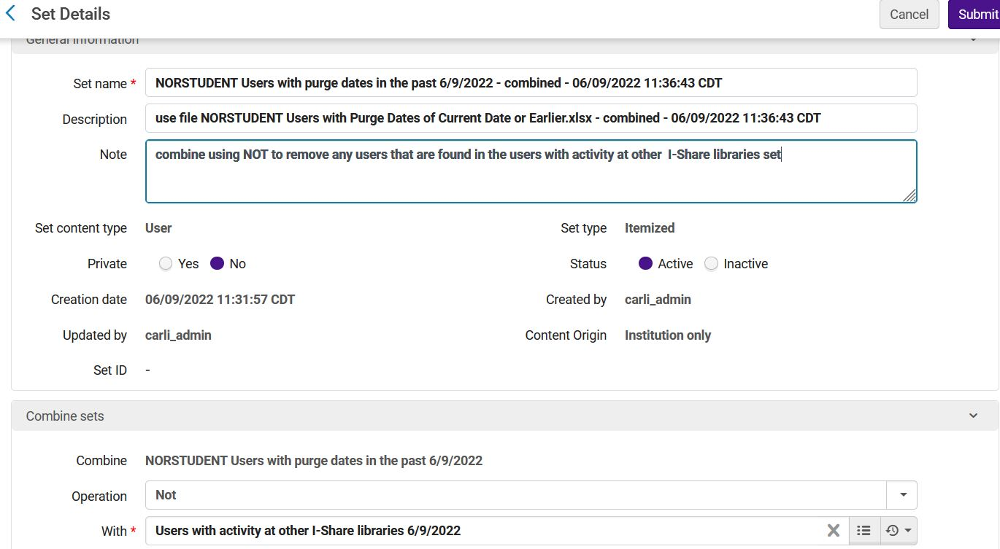 Set Details
Cancel
Submit
General Information
Set name * NORSTUDENT Users with purge dates in the past 6/9/2022 - combined - 06/09/2022 11:36:43 CDT
Description use file NORSTUDENT Users with Purge Dates of Current Date or Earlier.xlsx - combined - 06/09/2022 11:36:43 CDT
Note combine using NOT to remove any users that are found in the users with activity at other  I-Share libraries set
Set content type User Set type Itemized
Private Yes No Status Active Inactive
Creation date 06/09/2022 11:31:57 CDT Created by carli_admin
Updated by carli_admin Content Origin Institution only
Set ID -
Combine sets
Combine NORSTUDENT Users with purge dates in the past 6/9/2022
Operation Not
With * Users with activity at other I-Share libraries 6/9/2022